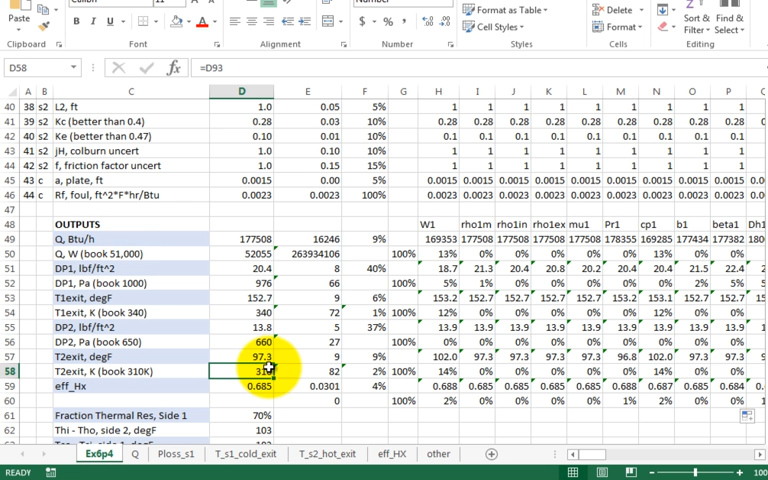 Calibri 11 Number Format as Table Delete Format Sort & Find &
Paste B I U $ % Cell Styles Filter Select
Clipboard Font Alignment Number Styles Cells Editing
D58 fx =D93
A B C D E F G H I J K L M N O P Q
40 38 s2 L2, ft 1.0 0.05 5% 1 1 1 1 1 1 1 1 1
41 39 s2 Kc (better than 0.4) 0.28 0.03 10% 0.28 0.28 0.28 0.28 0.28 0.28 0.28 0.28 0.28
42 40 s2 Ke (better than 0.47) 0.10 0.01 10% 0.1 0.1 0.1 0.1 0.1 0.1 0.1 0.1 0.1
43 41 s2 jH, colburn uncert 1.0 0.10 10% 1 1 1 1 1 1 1 1 1
44 42 s2 f, friction factor uncert 1.0 0.15 15% 1 1 1 1 1 1 1 1 1
45 43 c a, plate, ft 0.0015 0.00 5% 0.0015 0.0015 0.0015 0.0015 0.0015 0.0015 0.0015 0.0015 0.0015 0.00
46 44 c Rf, foul, ft^2*F*hr/Btu 0.0023 0.0023 100% 0.0023 0.0023 0.0023 0.0023 0.0023 0.0023 0.0023 0.0023 0.0023 0.00
47
48 OUTPUTS W1 rho1m rho1in rho1ex mu1 Pr1 cp1 b1 beta1 Dh1
49 Q, Btu/h 177508 16246 9% 169353 177508 177508 177508 177508 178355 169285 177434 177382 180
50 Q, W (book 51,000) 52055 263934106 100% 13% 0% 0% 0% 0% 0% 13% 0% 0%
51 DP1, lbf/ft^2 20.4 8 40% 18.7 21.3 20.4 20.8 20.2 20.4 20.4 21.5 22.4
52 DP1, Pa (book 1000) 976 66 100% 5% 1% 0% 0% 0% 0% 0% 2% 5%
53 T1exit, degF 152.7 9 6% 153.2 152.7 152.7 152.7 152.7 153.2 153.1 152.7 152.7
54 T1exit, K (book 340) 340 72 1% 100% 12% 0% 0% 0% 0% 0% 12% 0% 0%
55 DP2, lbf/ft^2 13.8 5 37% 13.9 13.9 13.9 13.9 13.9 13.9 13.9 13.9 13.9
56 DP2, Pa (book 650) 660 27 100% 0% 0% 0% 0% 0% 0% 0% 0% 0%
57 T2exit, degF 97.3 9 9% 102.0 97.3 97.3 97.3 97.3 96.8 102.0 97.3 97.3
58 T2exit, K (book 310K) 82 2% 100% 14% 0% 0% 0% 0% 0% 14% 0% 0%
59 eff_Hx 0.685 0.0301 4% 0.688 0.685 0.685 0.685 0.685 0.688 0.687 0.685 0.684
60 0 100% 2% 0% 0% 0% 0% 1% 2% 0% 0%
61 Fraction Thermal Res, Side 1 70%
62 Thi - Tho, side 2, degF 103
Ex6p4 Q Ploss_s1 T_s1_cold_exit T_s2_hot_exit eff_HX other
READY 100